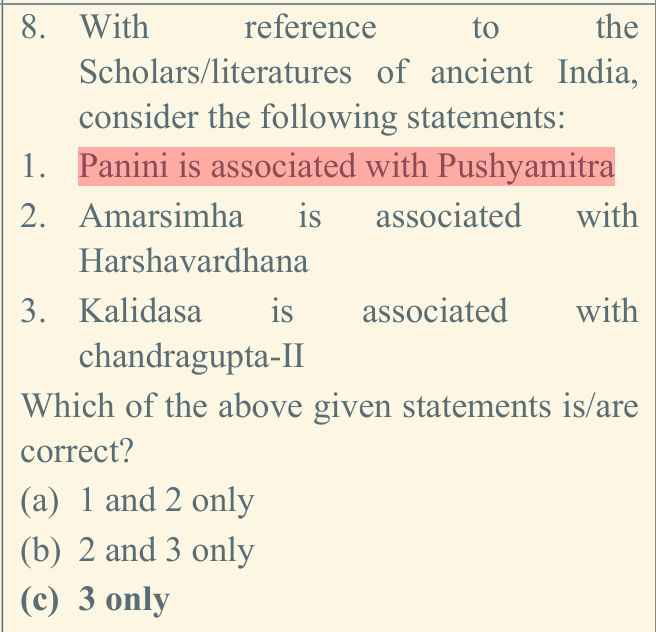 8. With reference to the
Scholars/literatures of ancient India,
consider the following statements:
1. Panini is associated with Pushyamitra
2. Amarsimha is associated with
Harshavardhana
3. Kalidasa is associated with
chandragupta-II
Which of the above given statements is/are
correct?
(a) 1 and 2 only
(b) 2 and 3 only
(c) 3 only